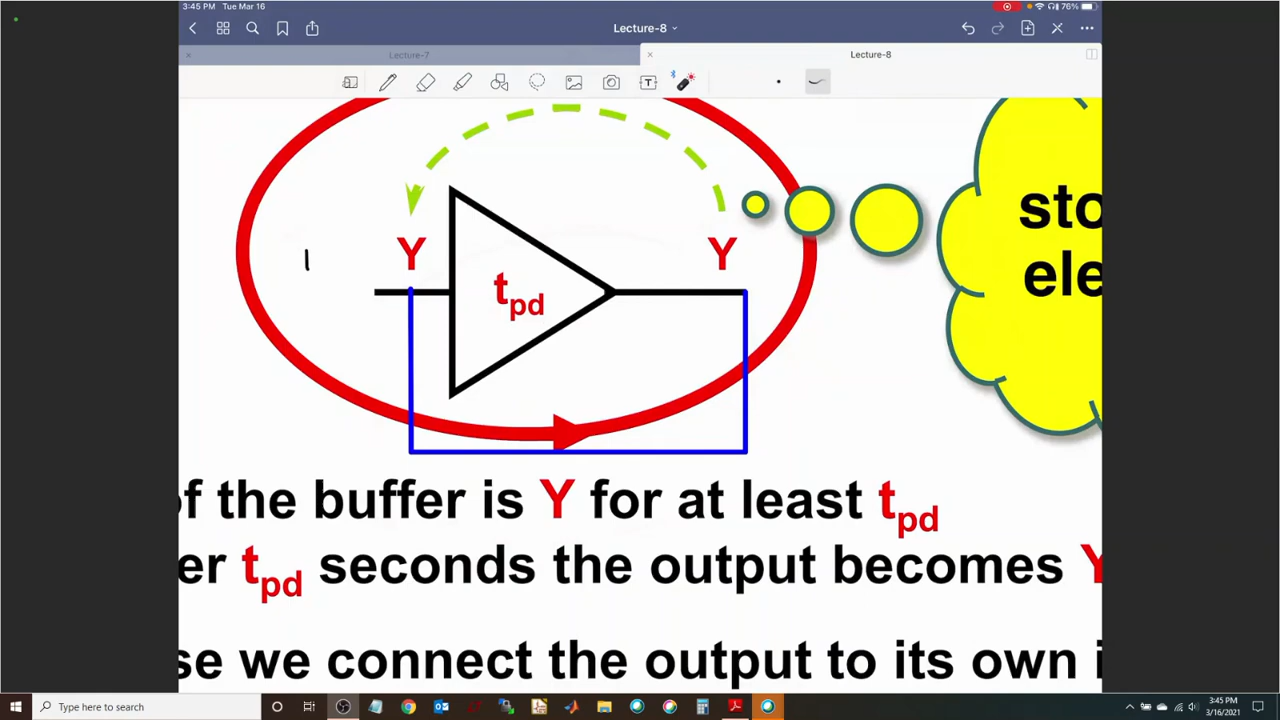 3:45 PM Tue Mar 16
76%
Lecture-8
Lecture-7
Lecture-8
T
sto
ele
Y
Y
tpd
of the buffer is Y for at least tpd
er tpd seconds the output becomes Y
se we connect the output to its own i
Type here to search
3:45 PM
3/16/2021